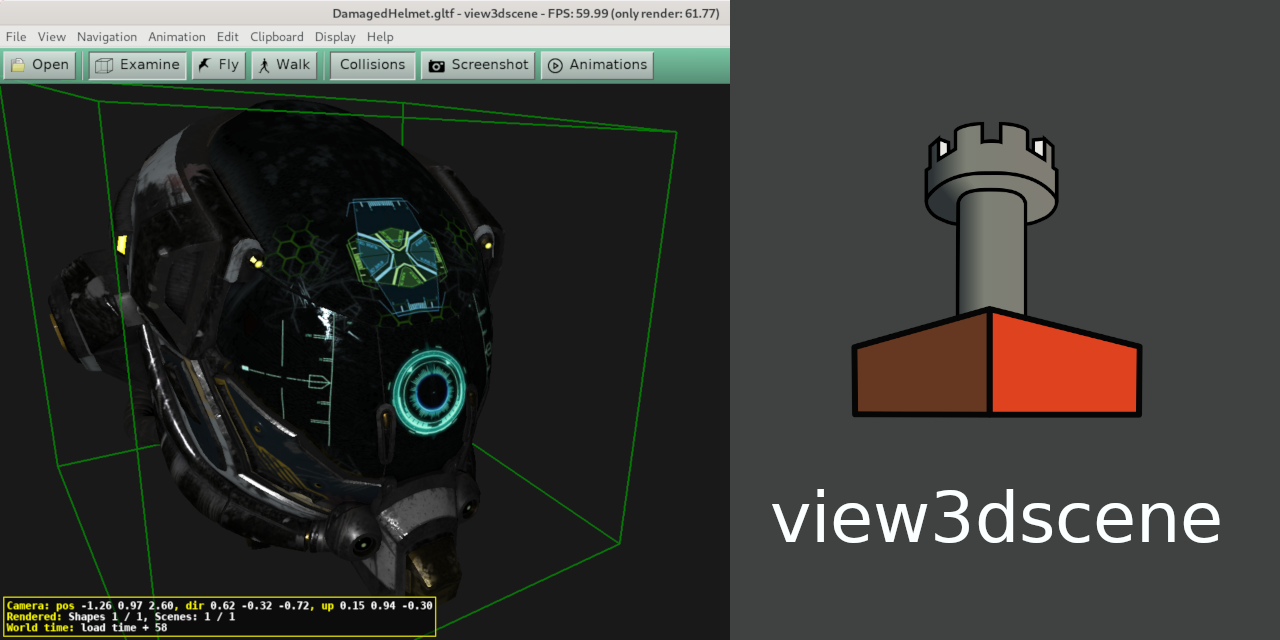 DamagedHelmet.gltf - view3dscene - FPS: 59.99 (only render: 61.77)
File View Navigation Animation Edit Clipboard Display Help
Open Examine Fly Walk Collisions Screenshot Animations
Camera: pos -1.26 0.97 2.60, dir 0.62 -0.32 -0.72, up 0.15 0.94 -0.30
Rendered: Shapes 1 / 1, Scenes: 1 / 1
World time: load time + 58
view3dscene